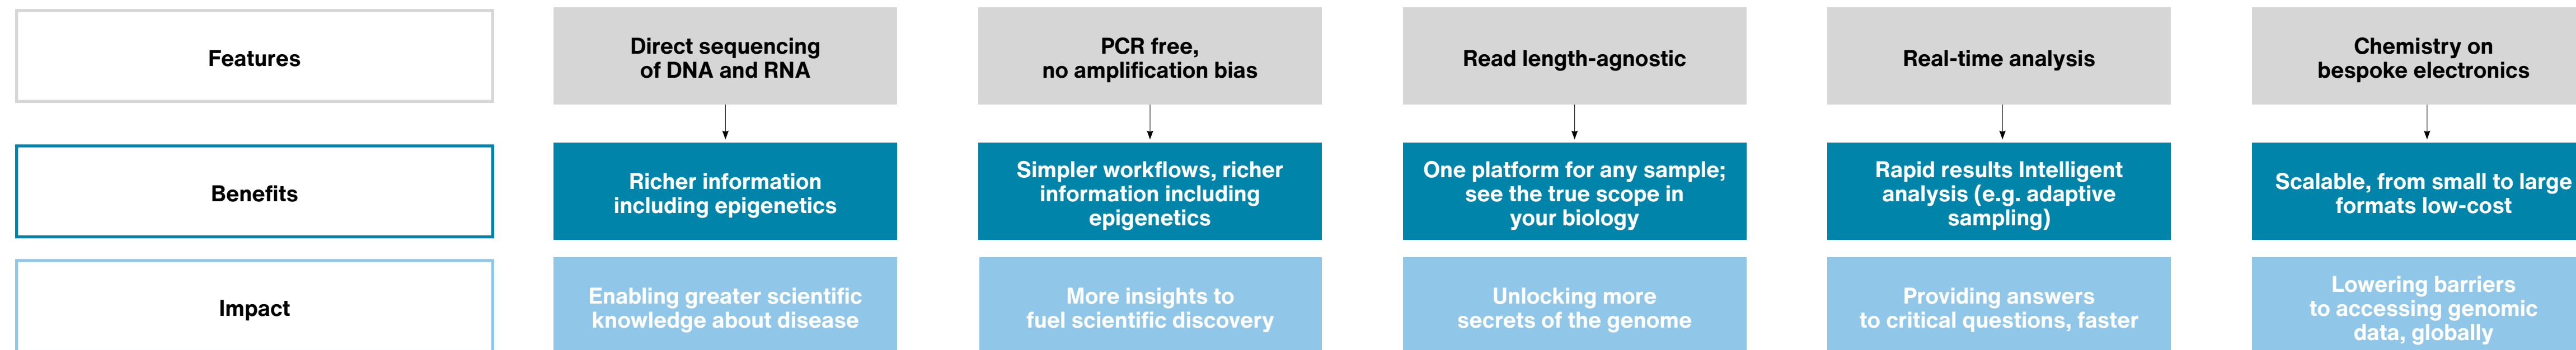 Features
Direct sequencing
of DNA and RNA
PCR free,
no amplification bias
Read length-agnostic
Real-time analysis
Chemistry on
bespoke electronics
Benefits
Richer information
including epigenetics
Simpler workflows, richer
information including
epigenetics
One platform for any sample;
see the true scope in
your biology
Rapid results Intelligent
analysis (e.g. adaptive
sampling)
Scalable, from small to large
formats low-cost
Impact
Enabling greater scientific
knowledge about disease
More insights to
fuel scientific discovery
Unlocking more
secrets of the genome
Providing answers
to critical questions, faster
Lowering barriers
to accessing genomic
data, globally